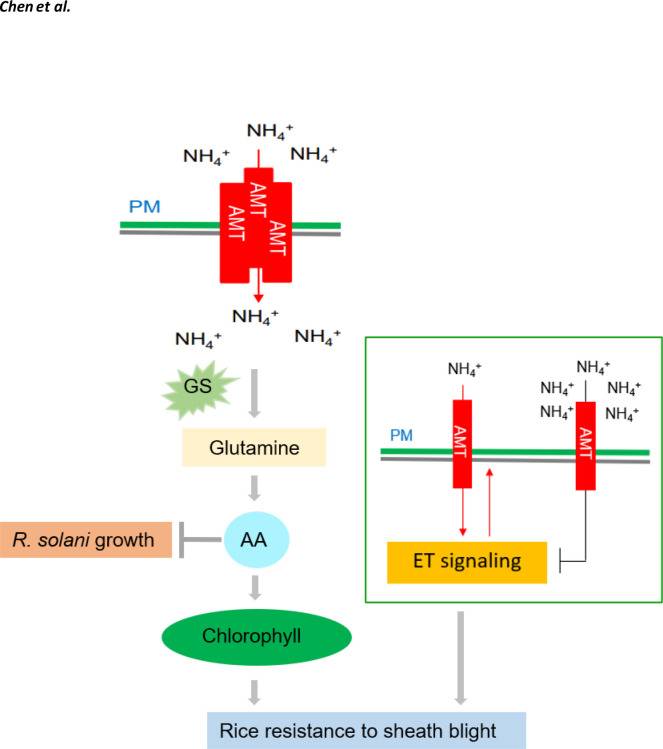 Chen et al.
NH₄⁺
NH₄⁺ NH₄⁺
PM
AMT
AMT
AMT
NH₄⁺
NH₄⁺ NH₄⁺
GS
Glutamine
AA
R. solani growth
Chlorophyll
NH₄⁺ NH₄⁺
NH₄⁺ NH₄⁺
NH₄⁺ NH₄⁺
PM
AMT
AMT
ET signaling
Rice resistance to sheath blight